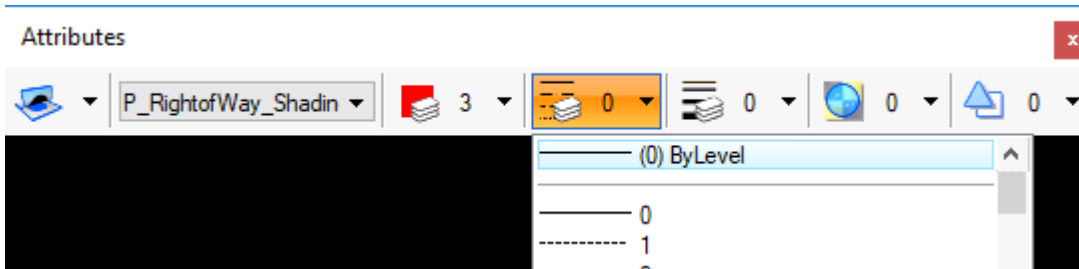 Attributes
x
P_RightofWay_Shadin 3 0 0 0 0
(0) ByLevel
0
1